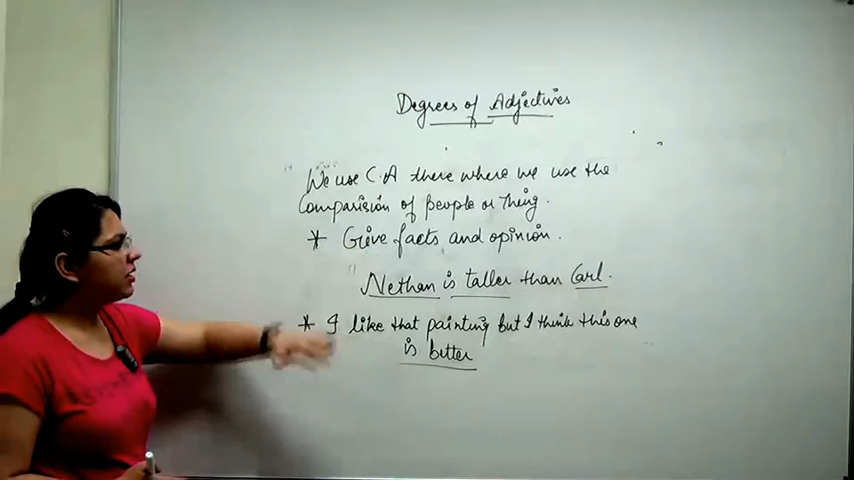 Degrees of Adjectives
We use C.A there where we use the
Comparision of people or Thing.
* Give facts and opinion.
Nethan is taller than Carl.
* I like that painting but I think this one
is better